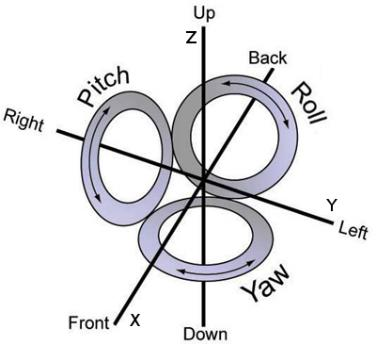 Up
Z
Back
Pitch
Roll
Right
Y
Left
Yaw
Front
X
Down